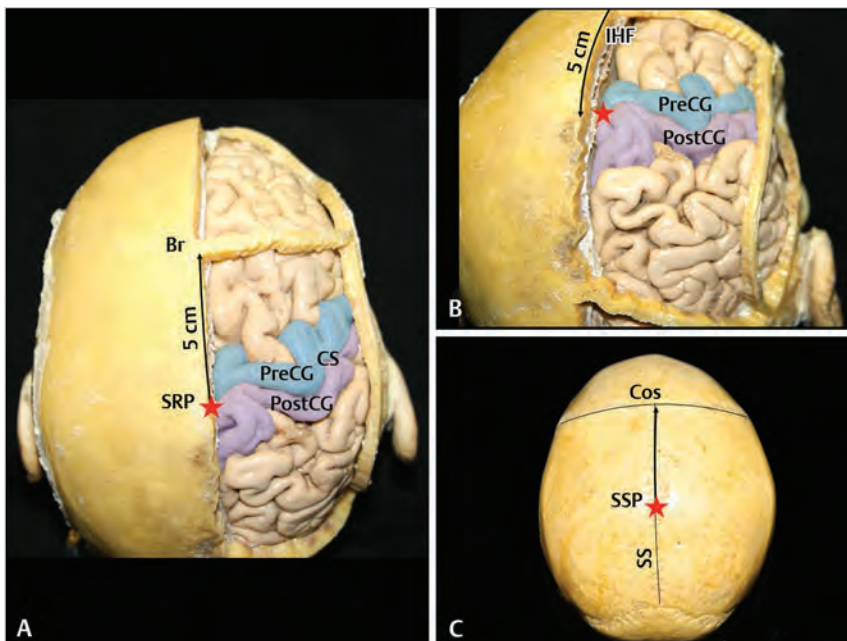 Br
5 cm
CS
PreCG
SRP
PostCG
A
IHF
5 cm
PreCG
PostCG
B
Cos
SSP
SS
C